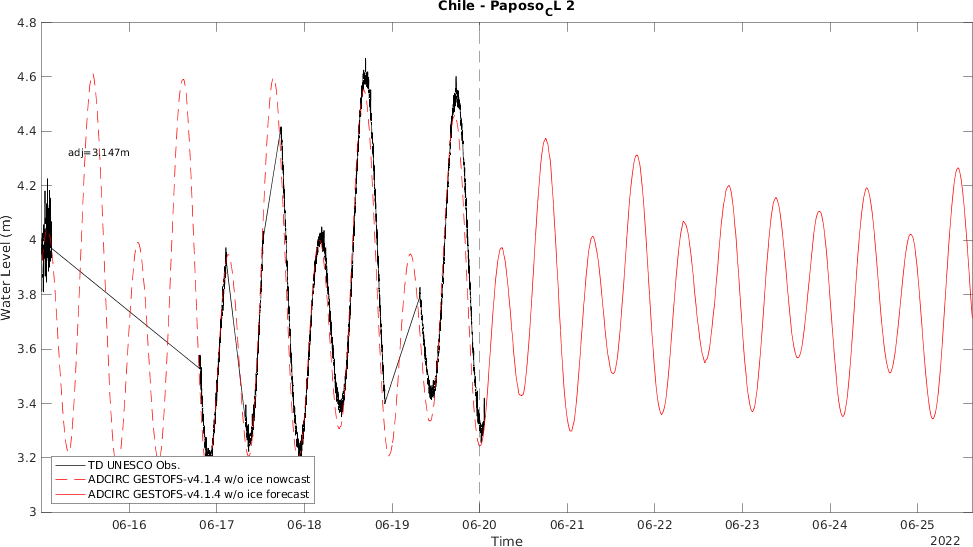 Chile - Paposo_CL 2
4.8
4.6
4.4
4.2
4
3.8
3.6
3.4
3.2
3
Water Level (m)
adj=3.147m
TD UNESCO Obs.
ADCIRC GESTOFS-v4.1.4 w/o ice nowcast
ADCIRC GESTOFS-v4.1.4 w/o ice forecast
06-16 06-17 06-18 06-19 06-20 06-21 06-22 06-23 06-24 06-25
Time
2022